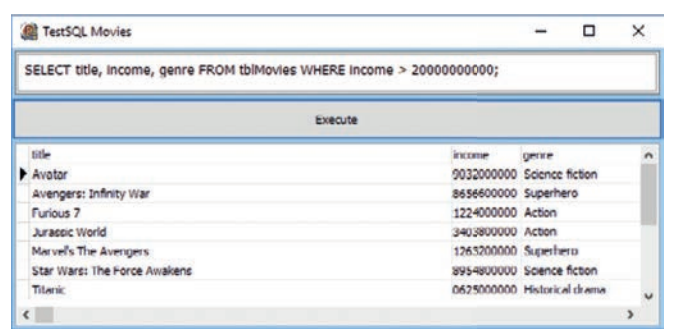 TestSQL Movies
SELECT title, income, genre FROM tblMovies WHERE income > 20000000000;
Execute
title income genre
Avatar 9032000000 Science fiction
Avengers: Infinity War 8656600000 Superhero
Furious 7 1224000000 Action
Jurassic World 3403800000 Action
Marvel's The Avengers 1263200000 Superhero
Star Wars: The Force Awakens 8954800000 Science fiction
Titanic 0625000000 Historical drama